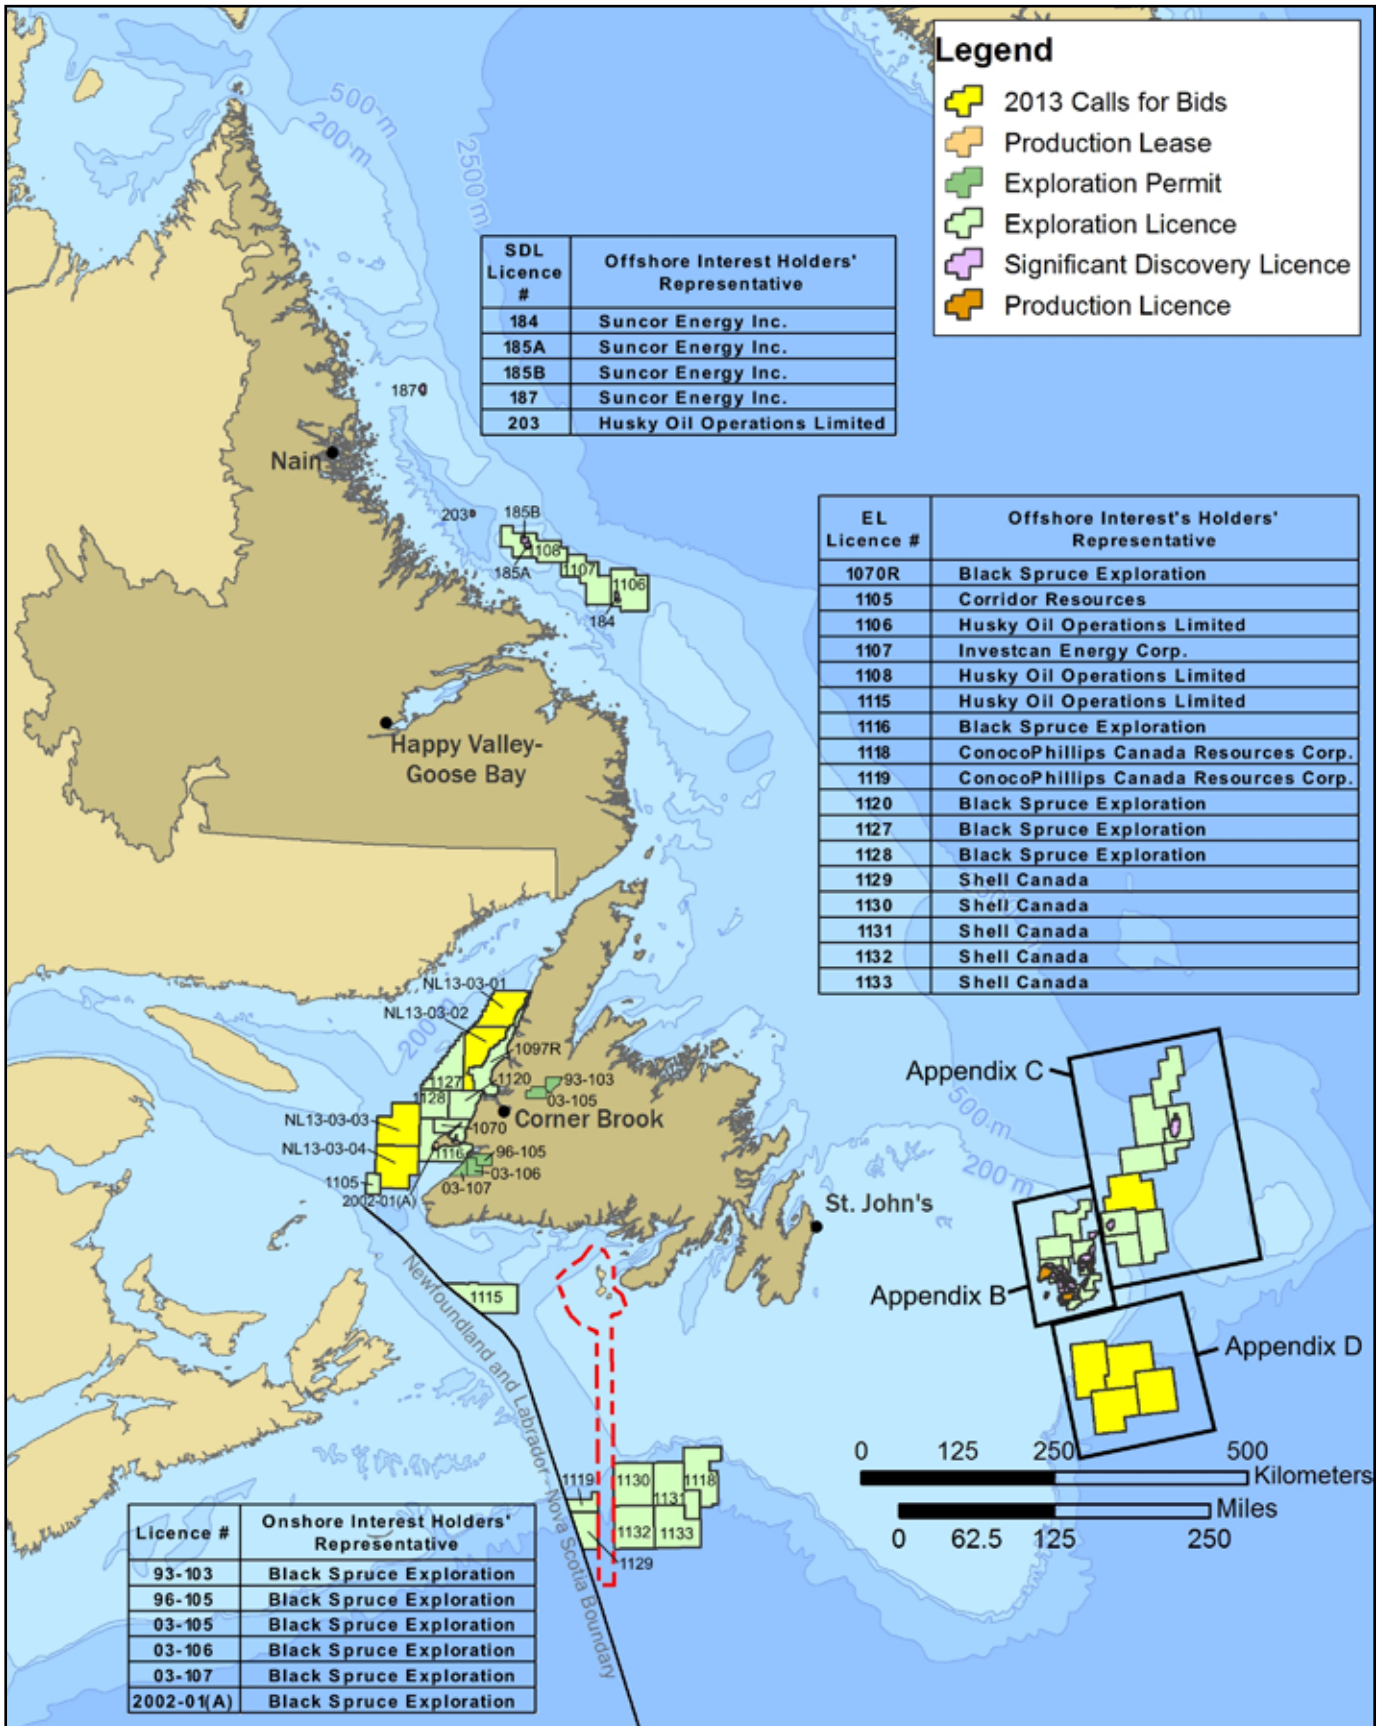 Legend
2013 Calls for Bids
Production Lease
Exploration Permit
Exploration Licence
Significant Discovery Licence
Production Licence
500 m
200 m
2500 m
SDL Licence # Offshore Interest Holders' Representative
184 Suncor Energy Inc.
185A Suncor Energy Inc.
185B Suncor Energy Inc.
187 Suncor Energy Inc.
203 Husky Oil Operations Limited
187
Nain
203
185B
1108
185A
1107
1106
184
EL Licence # Offshore Interest's Holders' Representative
1070R Black Spruce Exploration
1105 Corridor Resources
1106 Husky Oil Operations Limited
1107 Investcan Energy Corp.
1108 Husky Oil Operations Limited
1115 Husky Oil Operations Limited
1116 Black Spruce Exploration
1118 ConocoPhillips Canada Resources Corp.
1119 ConocoPhillips Canada Resources Corp.
1120 Black Spruce Exploration
1127 Black Spruce Exploration
1128 Black Spruce Exploration
1129 Shell Canada
1130 Shell Canada
1131 Shell Canada
1132 Shell Canada
1133 Shell Canada
Happy Valley-
Goose Bay
NL13-03-01
NL13-03-02
200 m
1097R
1127
1120
93-103
03-105
1128
Corner Brook
NL13-03-03
1070
NL13-03-04
1116
96-105
03-106
1105
03-107
2002-01(A)
St. John's
Appendix C
500 m
200 m
Appendix B
Appendix D
1115
Newfoundland and Labrador - Nova Scotia Boundary
1119
1130
1131
1118
1132
1133
1129
0 125 250 500
Kilometers
Miles
0 62.5 125 250
Licence # Onshore Interest Holders' Representative
93-103 Black Spruce Exploration
96-105 Black Spruce Exploration
03-105 Black Spruce Exploration
03-106 Black Spruce Exploration
03-107 Black Spruce Exploration
2002-01(A) Black Spruce Exploration